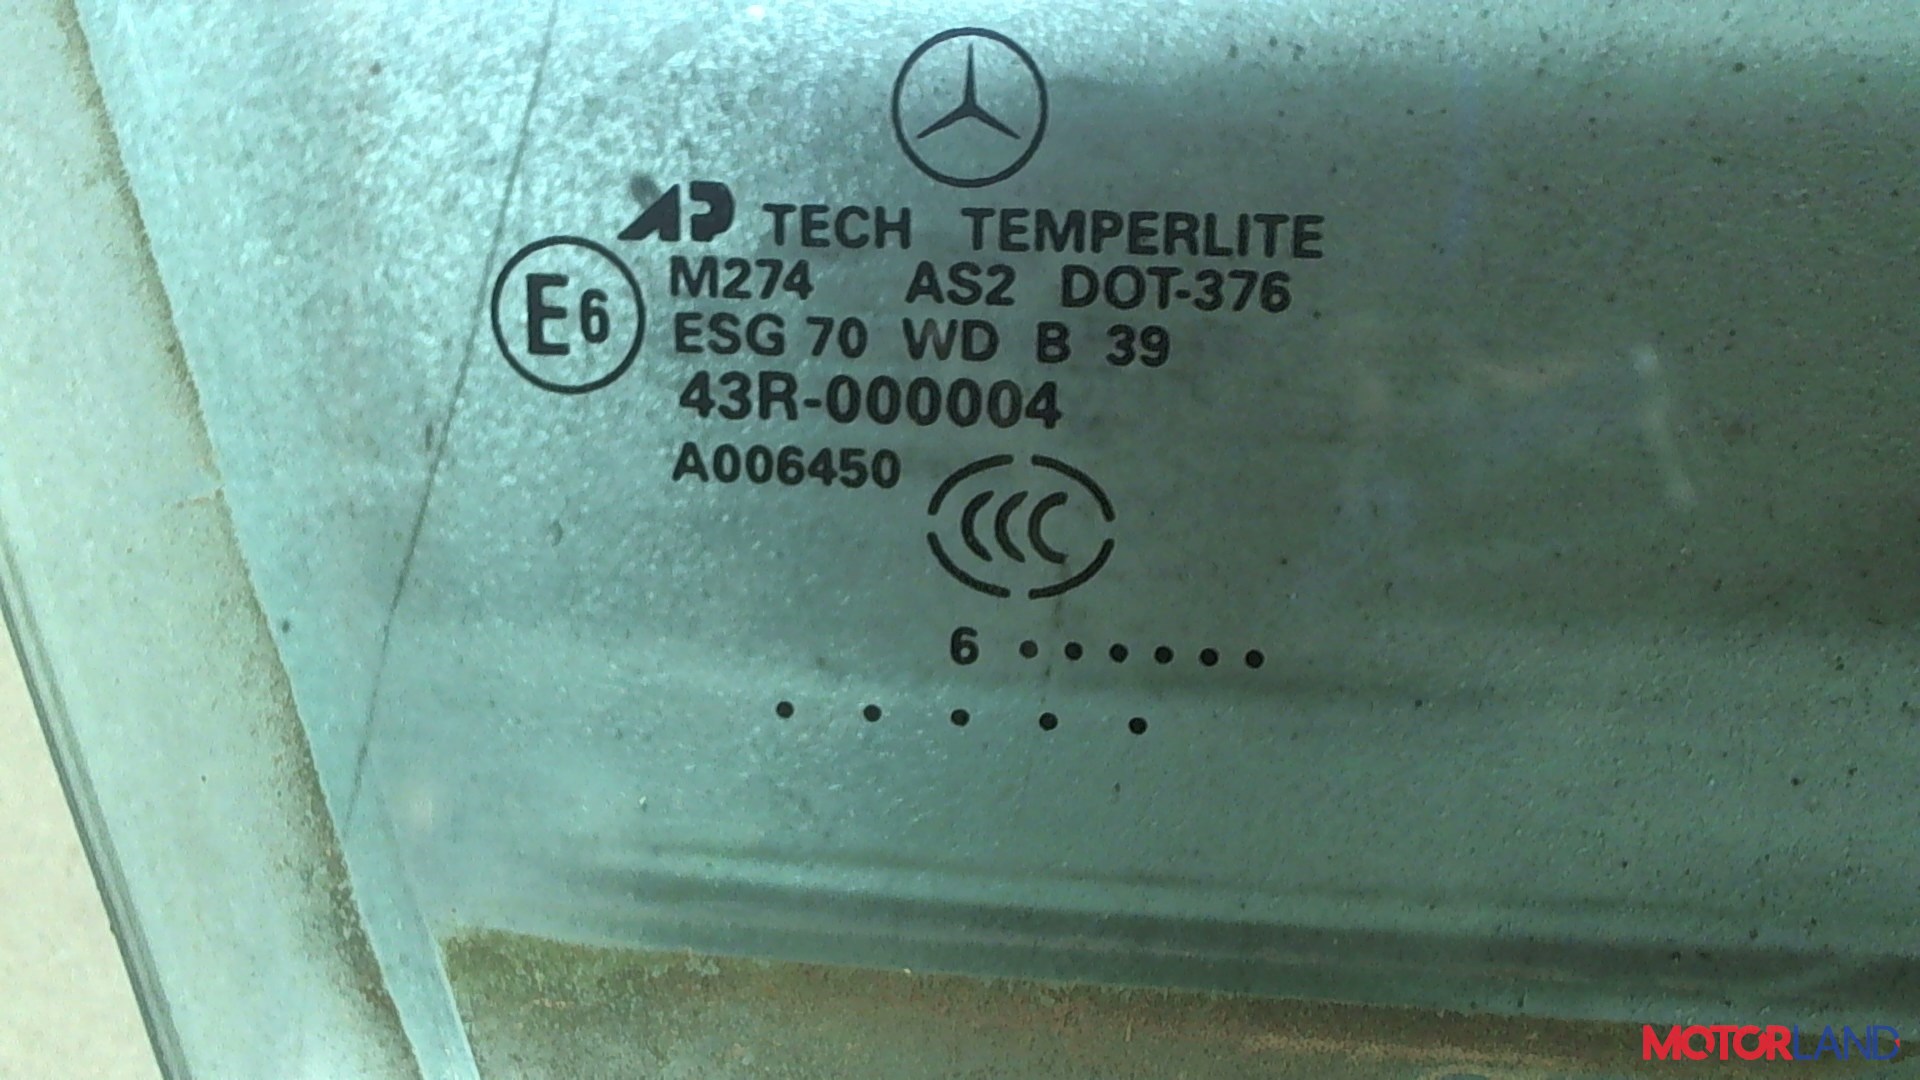 AP TECH TEMPERLITE
M274 AS2 DOT-376
E6
ESG 70 WD B 39
43R-000004
A006450
CCC
6 ● ● ● ● ● ●
● ● ● ● ●
MOTORLAND